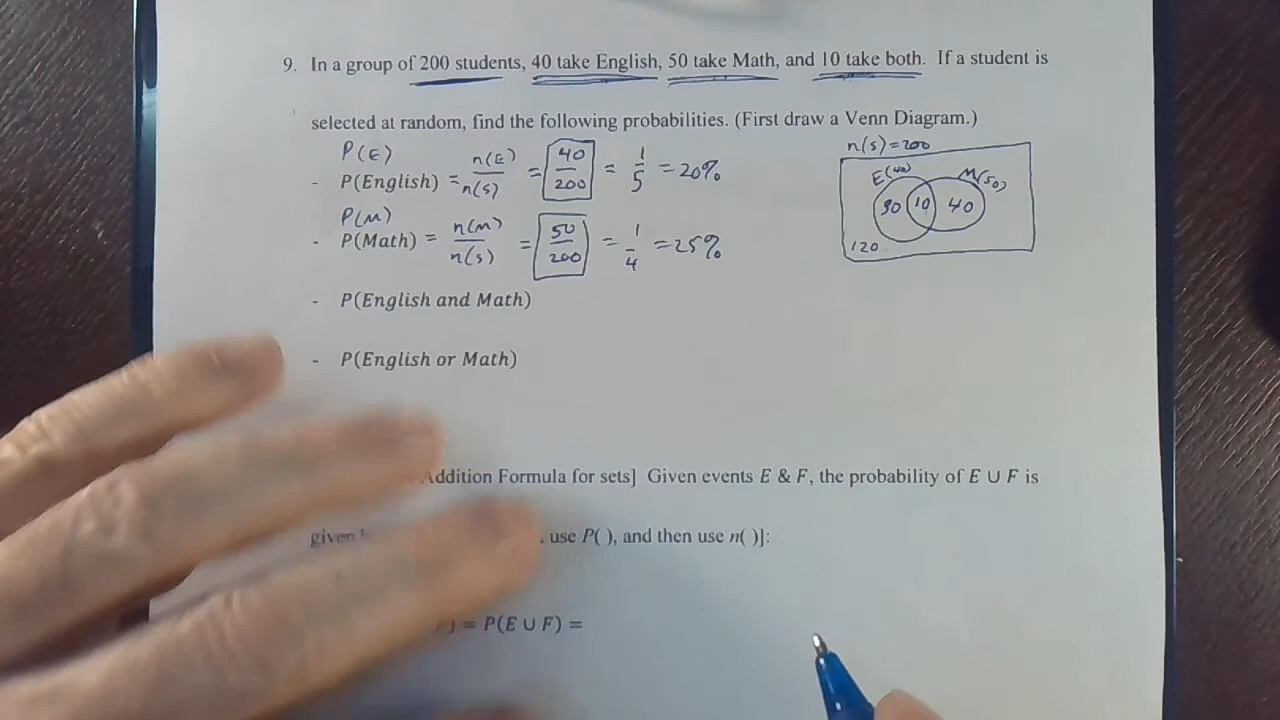 9. In a group of 200 students, 40 take English, 50 take Math, and 10 take both. If a student is
selected at random, find the following probabilities. (First draw a Venn Diagram.)
n(s)=200
P(E)
- P(English) = n(E)/n(s) = 40/200 = 1/5 = 20%
E(40) M(50)
30 10 40
120
P(M)
- P(Math) = n(M)/n(s) = 50/200 = 1/4 = 25%
- P(English and Math)
- P(English or Math)
Addition Formula for sets] Given events E & F, the probability of E ∪ F is
given use P( ), and then use n( )]:
) = P(E ∪ F) =